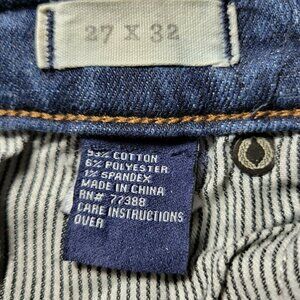 27 X 32
93% COTTON
6% POLYESTER
1% SPANDEX
MADE IN CHINA
RN# 77388
CARE INSTRUCTIONS
OVER